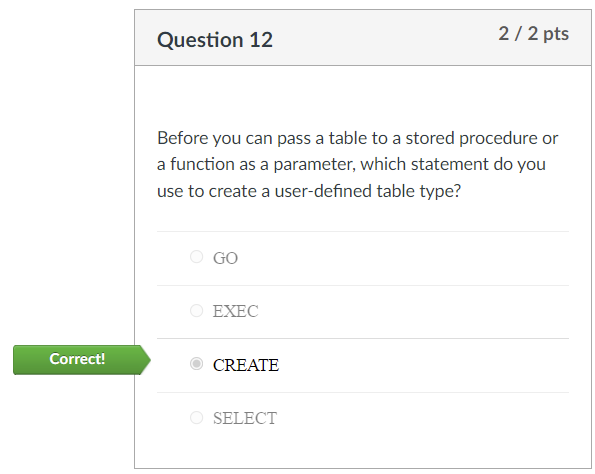 Question 12
2 / 2 pts
Before you can pass a table to a stored procedure or
a function as a parameter, which statement do you
use to create a user-defined table type?
GO
EXEC
Correct!
CREATE
SELECT